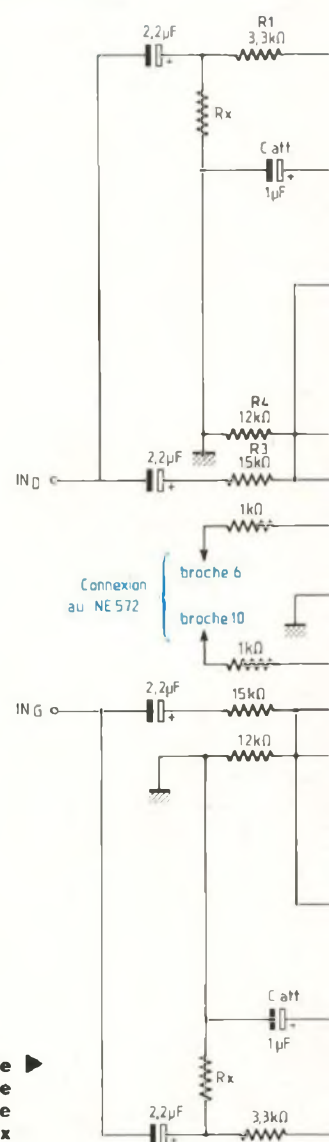 R1
2,2µF 3,3kΩ
+
Rx
C att
+
1µF
R4
12kΩ
2,2µF R3
IN D + 15kΩ
1kΩ
Connexion broche 6
au NE 572
broche 10
1kΩ
2,2µF 15kΩ
IN G +
12kΩ
C att
+
e ▶ 1µF
e Rx
e 2,2µF 3,3kΩ
x +